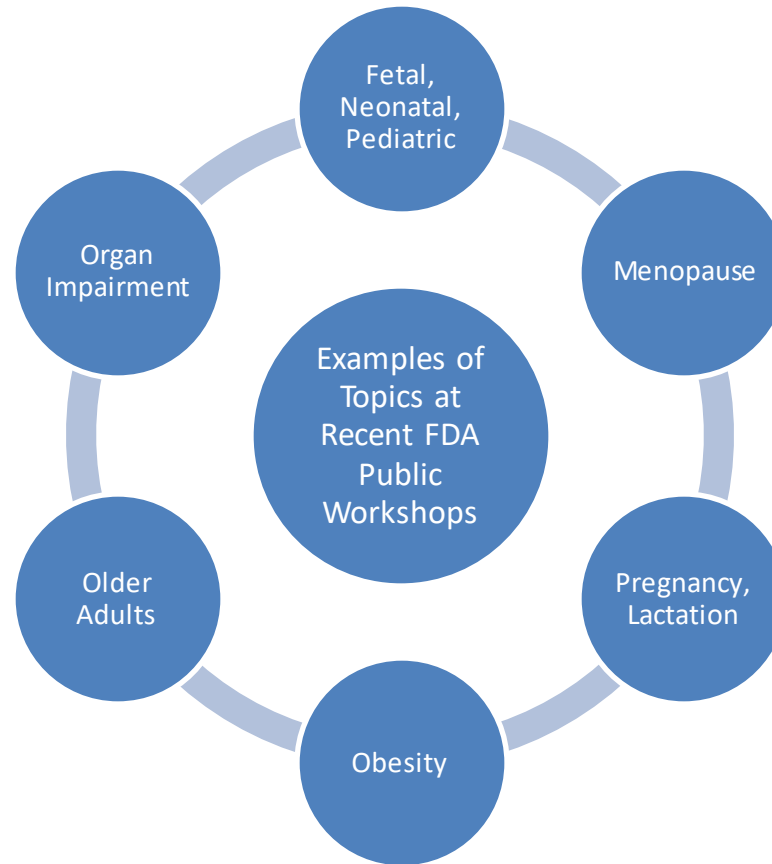 Fetal,
Neonatal,
Pediatric
Menopause
Pregnancy,
Lactation
Obesity
Older
Adults
Organ
Impairment
Examples of
Topics at
Recent FDA
Public
Workshops